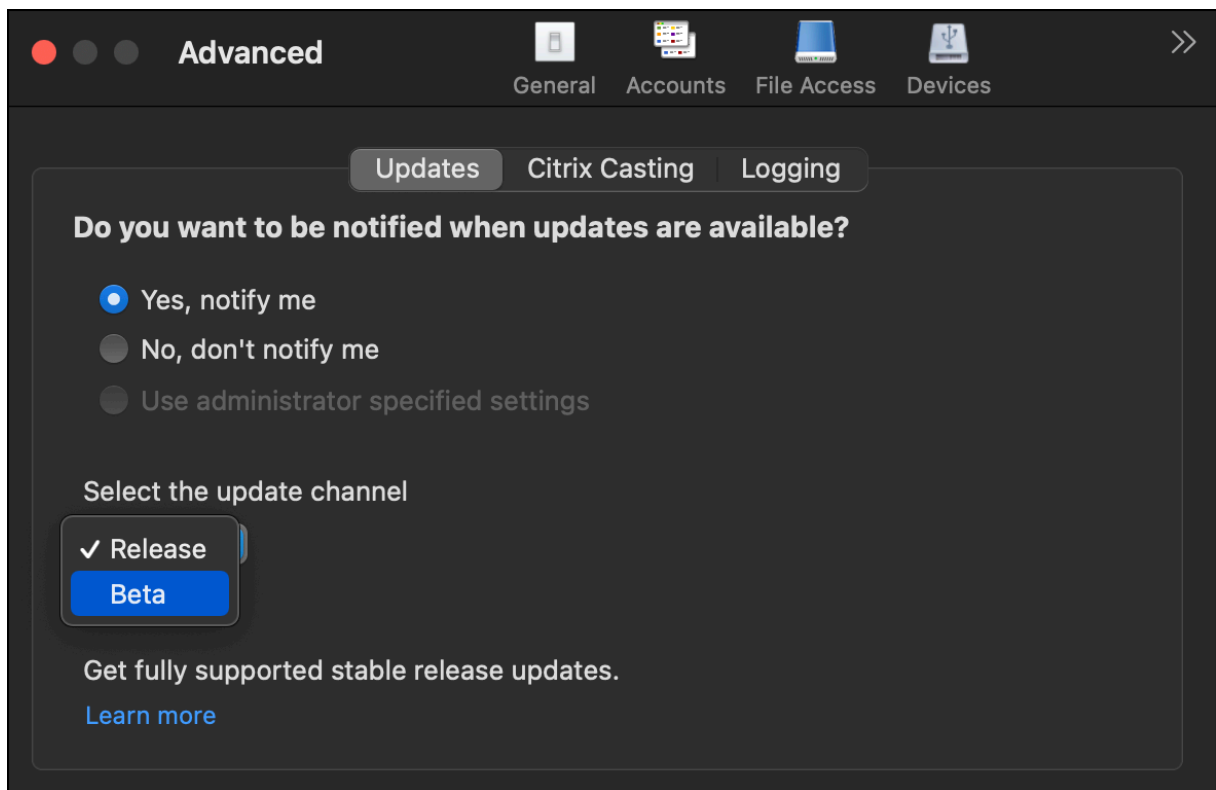 Advanced
General Accounts File Access Devices
Updates Citrix Casting Logging
Do you want to be notified when updates are available?
Yes, notify me
No, don't notify me
Use administrator specified settings
Select the update channel
✓ Release
Beta
Get fully supported stable release updates.
Learn more